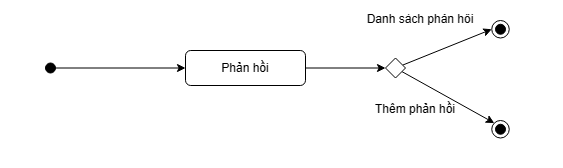 Danh sách phản hồi
Phản hồi
Thêm phản hồi